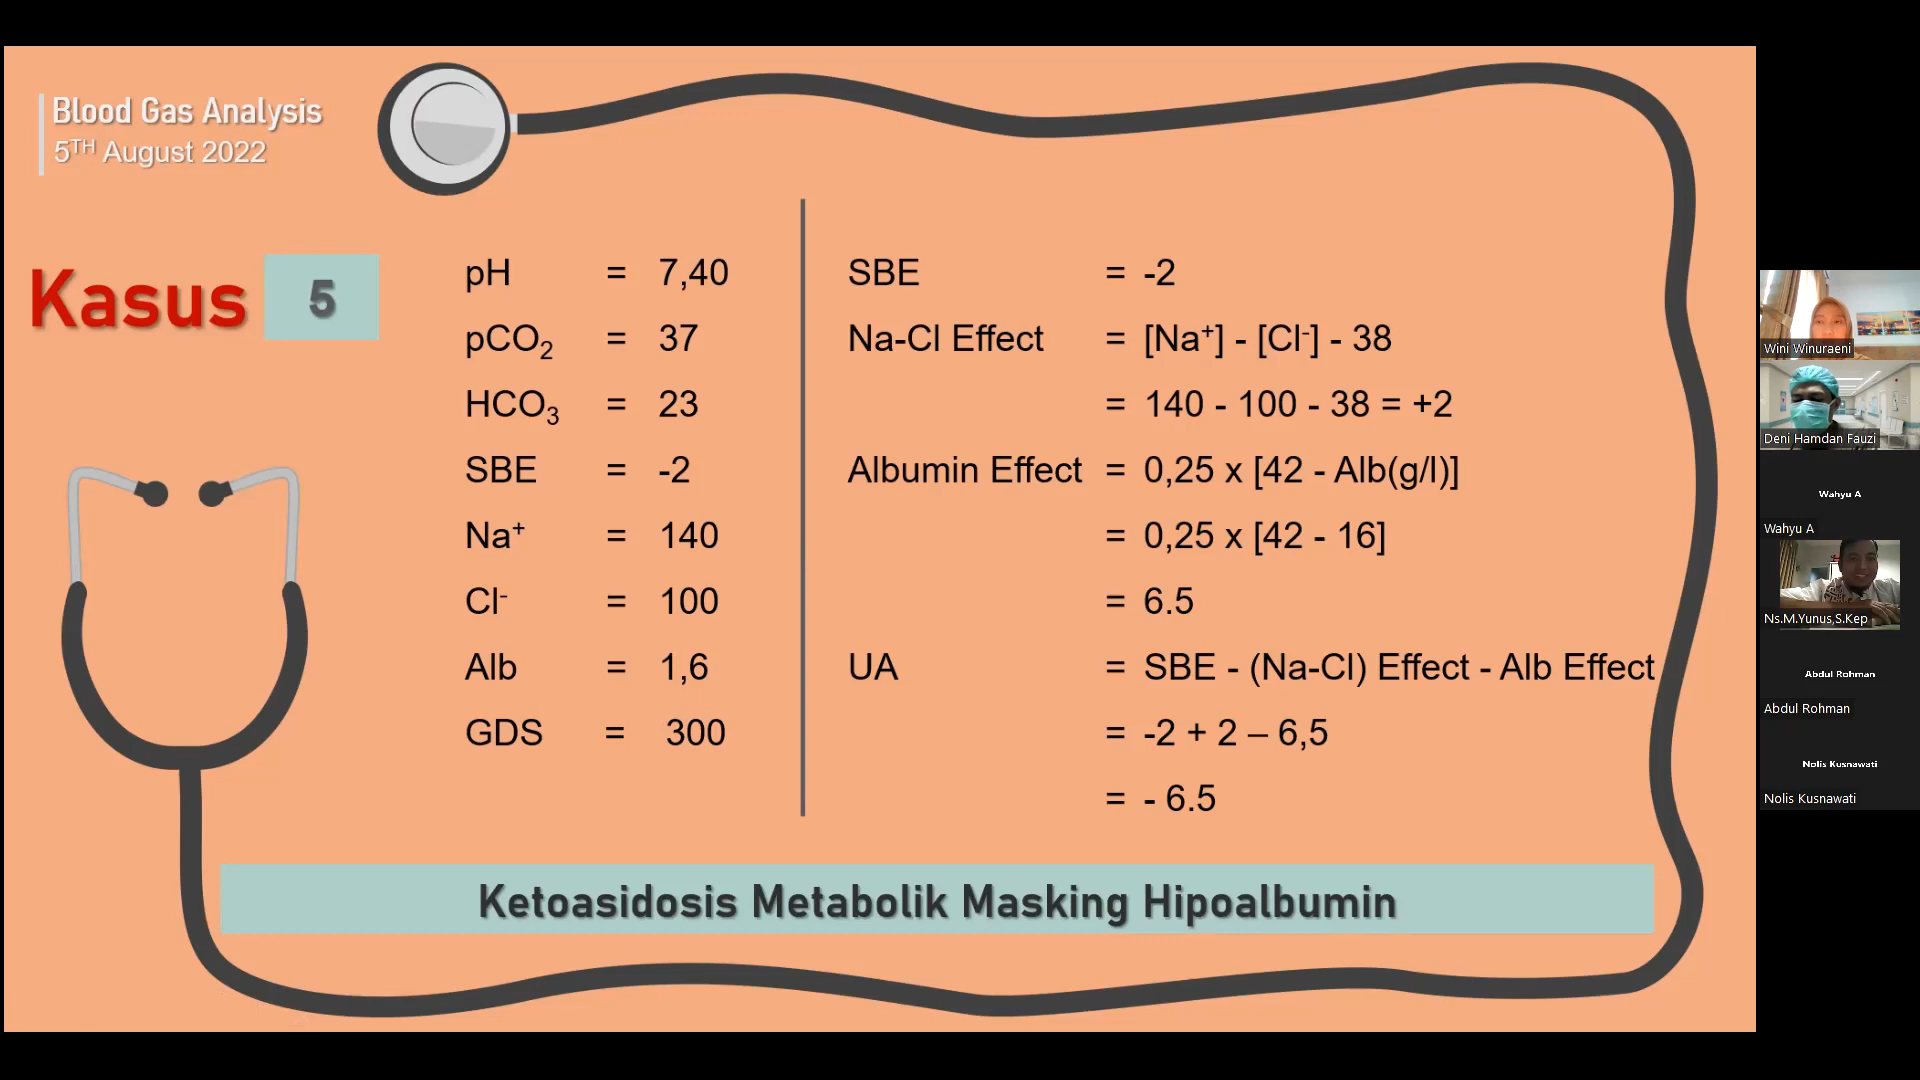 Blood Gas Analysis
5TH August 2022
Kasus 5
pH = 7,40
pCO2 = 37
HCO3 = 23
SBE = -2
Na+ = 140
Cl- = 100
Alb = 1,6
GDS = 300
SBE = -2
Na-Cl Effect = [Na+] - [Cl-] - 38
= 140 - 100 - 38 = +2
Albumin Effect = 0,25 x [42 - Alb(g/l)]
= 0,25 x [42 - 16]
= 6.5
UA = SBE - (Na-Cl) Effect - Alb Effect
= -2 + 2 – 6,5
= - 6.5
Ketoasidosis Metabolik Masking Hipoalbumin
Wini Winuraeni
Deni Hamdan Fauzi
Wahyu A
Wahyu A
Ns.M.Yunus,S.Kep
Abdul Rohman
Abdul Rohman
Nolis Kusnawati
Nolis Kusnawati